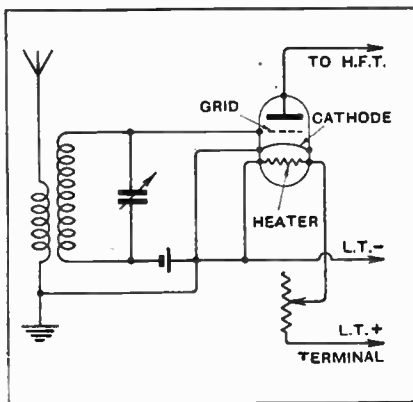 TO H.F.T.
GRID
CATHODE
HEATER
L.T.-
L.T.+
TERMINAL